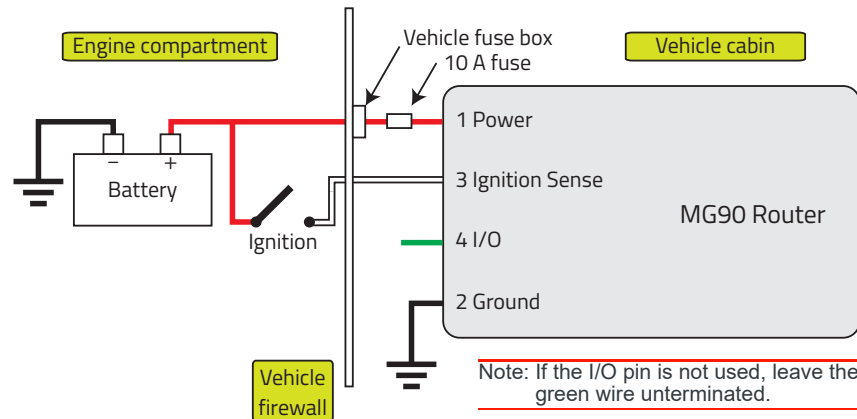 Engine compartment
Vehicle fuse box
10 A fuse
Vehicle cabin
1 Power
– +
Battery
3 Ignition Sense
MG90 Router
Ignition
4 I/O
2 Ground
Vehicle
firewall
Note: If the I/O pin is not used, leave the
green wire unterminated.